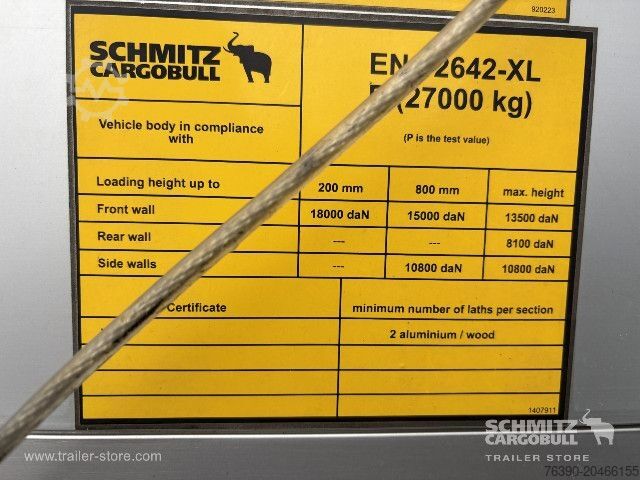 920223
SCHMITZ
CARGOBULL
EN 2642-XL
(27000 kg)
Vehicle body in compliance
with
(P is the test value)
Loading height up to 200 mm 800 mm max. height
Front wall 18000 daN 15000 daN 13500 daN
Rear wall --- --- 8100 daN
Side walls --- 10800 daN 10800 daN
Certificate minimum number of laths per section
2 aluminium / wood
1407911
SCHMITZ
CARGOBULL
TRAILER STORE
www.trailer-store.com
76390-20466155